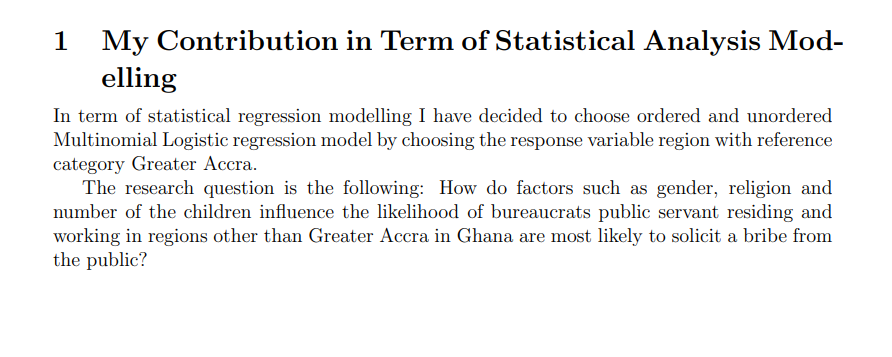 1 My Contribution in Term of Statistical Analysis Mod-
elling
In term of statistical regression modelling I have decided to choose ordered and unordered
Multinomial Logistic regression model by choosing the response variable region with reference
category Greater Accra.
The research question is the following: How do factors such as gender, religion and
number of the children influence the likelihood of bureaucrats public servant residing and
working in regions other than Greater Accra in Ghana are most likely to solicit a bribe from
the public?